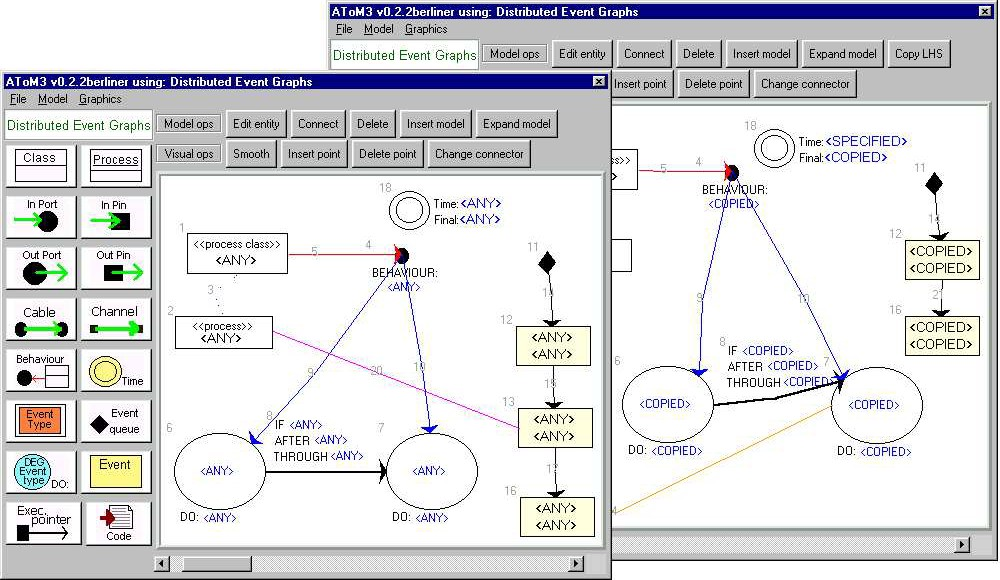 AToM3 v0.2.2berliner using: Distributed Event Graphs
File Model Graphics
Distributed Event Graphs
Model ops
Edit entity
Connect
Delete
Insert model
Expand model
Copy LHS
Insert point
Delete point
Change connector
18
Time:<SPECIFIED>
Final:<COPIED>
ss>>
5
4
BEHAVIOUR:
<COPIED>
11
12
<COPIED>
<COPIED>
21
16
<COPIED>
<COPIED>
9
10
8
IF <COPIED>
AFTER <COPIED>
THROUGH <COPIED>
7
6
<COPIED>
<COPIED>
DO: <COPIED>
DO: <COPIED>
AToM3 v0.2.2berliner using: Distributed Event Graphs
File Model Graphics
Distributed Event Graphs
Model ops
Edit entity
Connect
Delete
Insert model
Expand model
Visual ops
Smooth
Insert point
Delete point
Change connector
Class
Process
In Port
In Pin
Out Port
Out Pin
Cable
Channel
Behaviour
Time
Event
Type
Event
queue
DEG
Event
type
DO:
Event
Exec.
pointer
Code
18
Time:<ANY>
Final:<ANY>
1
<<process class>>
<ANY>
5
4
BEHAVIOUR:
<ANY>
11
3
2
<<process>>
<ANY>
12
<ANY>
<ANY>
9
20
10
13
<ANY>
<ANY>
8
IF <ANY>
AFTER <ANY>
THROUGH <ANY>
7
6
<ANY>
<ANY>
16
<ANY>
<ANY>
DO: <ANY>
DO: <ANY>